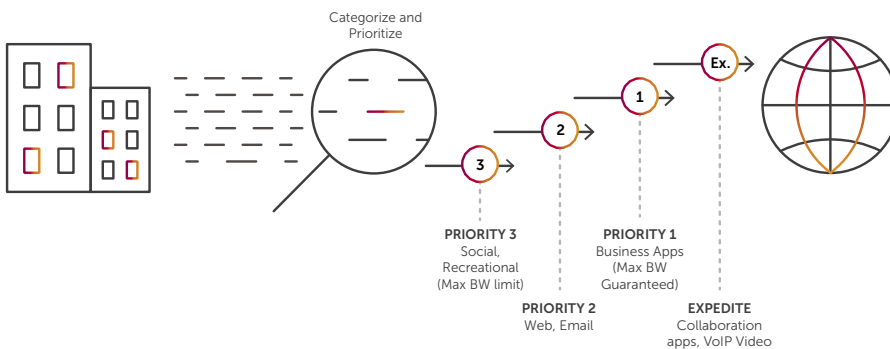 Categorize and
Prioritize
Ex.
1
2
3
PRIORITY 3
Social,
Recreational
(Max BW limit)
PRIORITY 1
Business Apps
(Max BW
Guaranteed)
PRIORITY 2
Web, Email
EXPEDITE
Collaboration
apps, VoIP Video